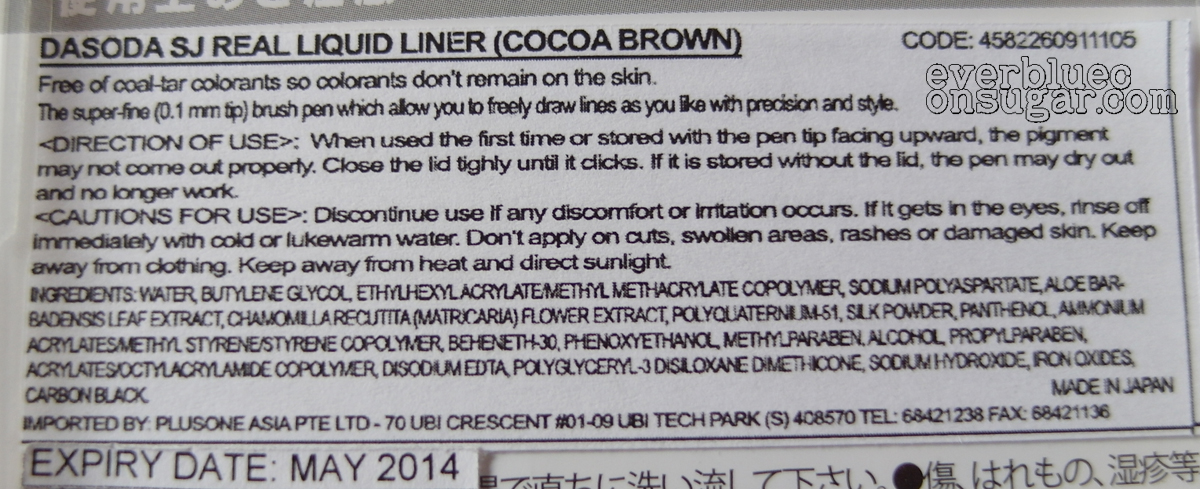 使用上のご注意
DASODA SJ REAL LIQUID LINER (COCOA BROWN) CODE: 4582260911105
Free of coal-tar colorants so colorants don't remain on the skin.
everbluec
onsugar.com
The super-fine (0.1 mm tip) brush pen which allow you to freely draw lines as you like with precision and style.
<DIRECTION OF USE>: When used the first time or stored with the pen tip facing upward, the pigment
may not come out properly. Close the lid tighly until it clicks. If it is stored without the lid, the pen may dry out
and no longer work.
<CAUTIONS FOR USE>: Discontinue use if any discomfort or irritation occurs. If it gets in the eyes, rinse off
immediately with cold or lukewarm water. Don't apply on cuts, swollen areas, rashes or damaged skin. Keep
away from clothing. Keep away from heat and direct sunlight.
INGREDIENTS: WATER, BUTYLENE GLYCOL, ETHYLHEXYL ACRYLATE/METHYL METHACRYLATE COPOLYMER, SODIUM POLYASPARTATE, ALOE BAR-
BADENSIS LEAF EXTRACT, CHAMOMILLA RECUTITA (MATRICARIA) FLOWER EXTRACT, POLYQUATERNIUM-51, SILK POWDER, PANTHENOL, AMMONIUM
ACRYLATES/METHYL STYRENE/STYRENE COPOLYMER, BEHENETH-30, PHENOXYETHANOL, METHYLPARABEN, ALCOHOL, PROPYLPARABEN,
ACRYLATES/OCTYLACRYLAMIDE COPOLYMER, DISODIUM EDTA, POLYGLYCERYL-3 DISILOXANE DIMETHICONE, SODIUM HYDROXIDE, IRON OXIDES,
CARBON BLACK. MADE IN JAPAN
IMPORTED BY: PLUSONE ASIA PTE LTD - 70 UBI CRESCENT #01-09 UBI TECH PARK (S) 408570 TEL: 68421238 FAX: 68421136
EXPIRY DATE: MAY 2014
で直ちに洗い流して下さい。●傷、はれもの、湿疹等